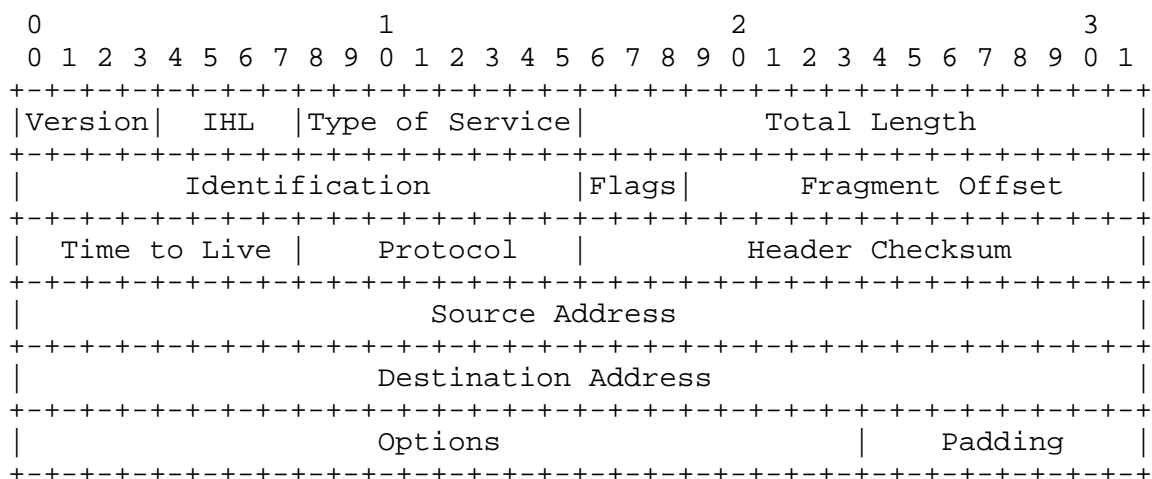 0                   1                   2                   3
 0 1 2 3 4 5 6 7 8 9 0 1 2 3 4 5 6 7 8 9 0 1 2 3 4 5 6 7 8 9 0 1
+-+-+-+-+-+-+-+-+-+-+-+-+-+-+-+-+-+-+-+-+-+-+-+-+-+-+-+-+-+-+-+-+
|Version|  IHL  |Type of Service|          Total Length         |
+-+-+-+-+-+-+-+-+-+-+-+-+-+-+-+-+-+-+-+-+-+-+-+-+-+-+-+-+-+-+-+-+
|         Identification        |Flags|      Fragment Offset    |
+-+-+-+-+-+-+-+-+-+-+-+-+-+-+-+-+-+-+-+-+-+-+-+-+-+-+-+-+-+-+-+-+
|  Time to Live |    Protocol   |         Header Checksum       |
+-+-+-+-+-+-+-+-+-+-+-+-+-+-+-+-+-+-+-+-+-+-+-+-+-+-+-+-+-+-+-+-+
|                       Source Address                          |
+-+-+-+-+-+-+-+-+-+-+-+-+-+-+-+-+-+-+-+-+-+-+-+-+-+-+-+-+-+-+-+-+
|                    Destination Address                        |
+-+-+-+-+-+-+-+-+-+-+-+-+-+-+-+-+-+-+-+-+-+-+-+-+-+-+-+-+-+-+-+-+
|                    Options                    |    Padding    |
+-+-+-+-+-+-+-+-+-+-+-+-+-+-+-+-+-+-+-+-+-+-+-+-+-+-+-+-+-+-+-+-+